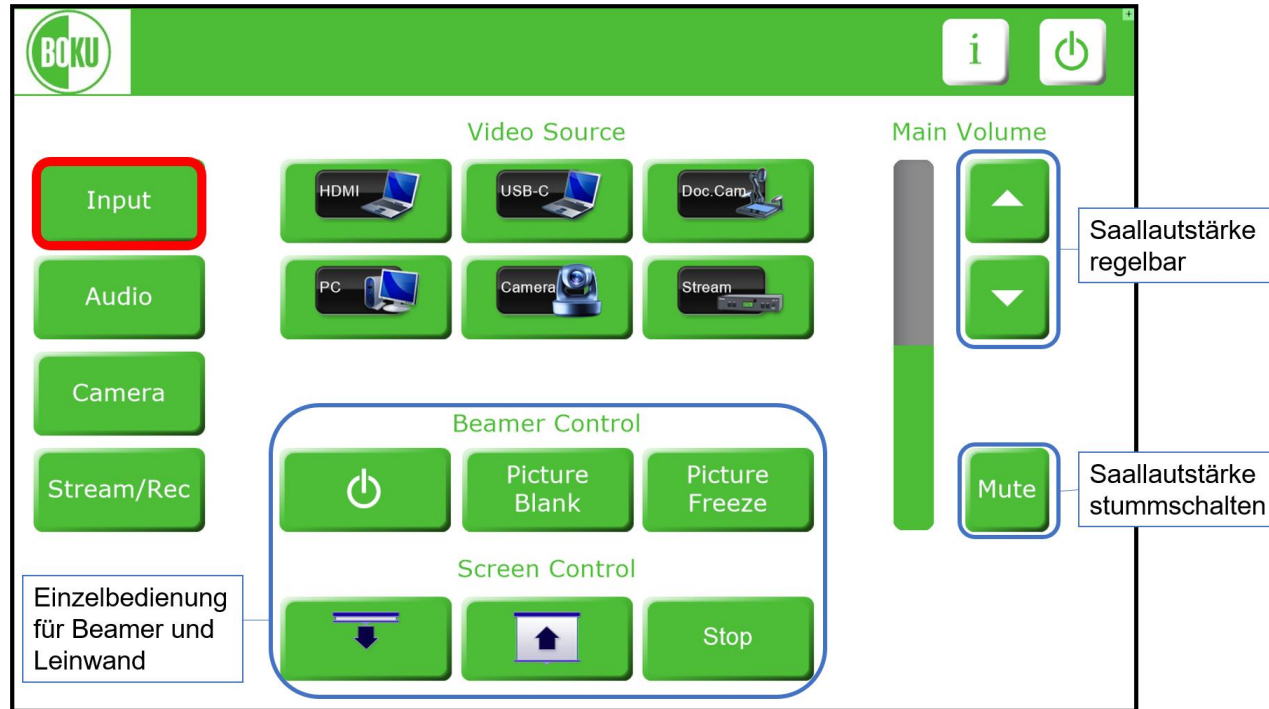 BOKU
i
Video Source
Main Volume
Input
HDMI
USB-C
Doc.Cam
Saallautstärke
regelbar
Audio
PC
Camera
Stream
Camera
Beamer Control
Stream/Rec
Picture
Blank
Picture
Freeze
Mute
Saallautstärke
stummschalten
Screen Control
Einzelbedienung
für Beamer und
Leinwand
Stop